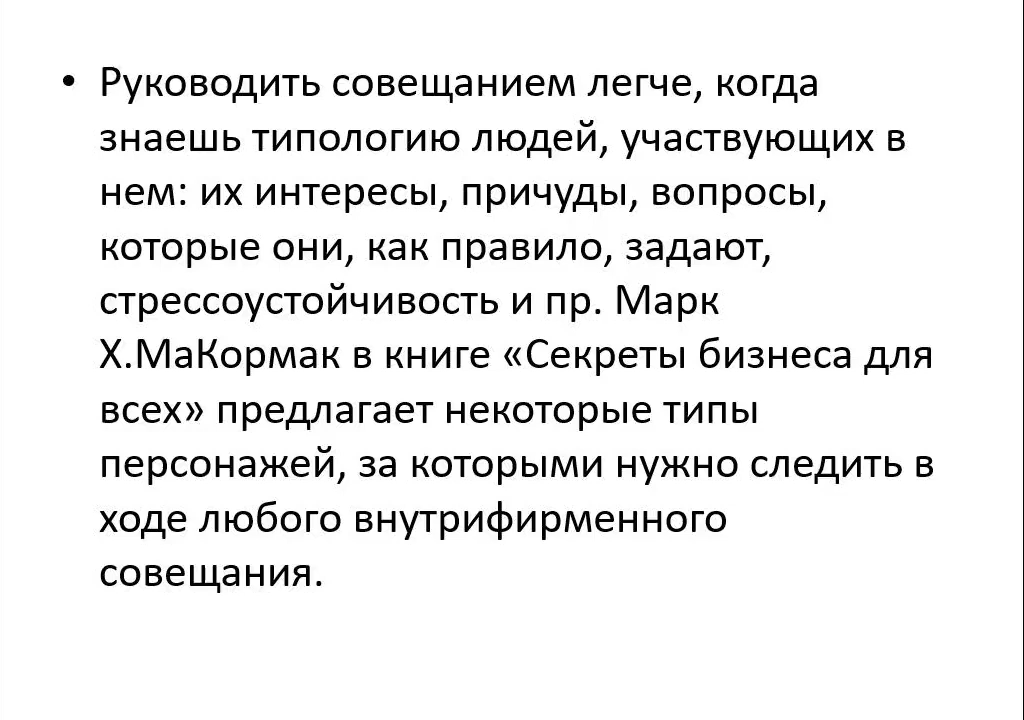 • Руководить совещанием легче, когда
знаешь типологию людей, участвующих в
нем: их интересы, причуды, вопросы,
которые они, как правило, задают,
стрессоустойчивость и пр. Марк
Х.МаКормак в книге «Секреты бизнеса для
всех» предлагает некоторые типы
персонажей, за которыми нужно следить в
ходе любого внутрифирменного
совещания.